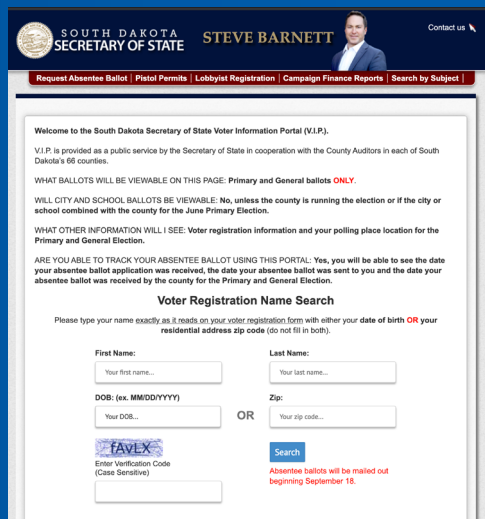 SOUTH DAKOTA
SECRETARY OF STATE
STEVE BARNETT
Contact us
Request Absentee Ballot | Pistol Permits | Lobbyist Registration | Campaign Finance Reports | Search by Subject |
Welcome to the South Dakota Secretary of State Voter Information Portal (V.I.P.).
V.I.P. is provided as a public service by the Secretary of State in cooperation with the County Auditors in each of South
Dakota's 66 counties.
WHAT BALLOTS WILL BE VIEWABLE ON THIS PAGE: Primary and General ballots ONLY.
WILL CITY AND SCHOOL BALLOTS BE VIEWABLE: No, unless the county is running the election or if the city or
school combined with the county for the June Primary Election.
WHAT OTHER INFORMATION WILL I SEE: Voter registration information and your polling place location for the
Primary and General Election.
ARE YOU ABLE TO TRACK YOUR ABSENTEE BALLOT USING THIS PORTAL: Yes, you will be able to see the date
your absentee ballot application was received, the date your absentee ballot was sent to you and the date your
absentee ballot was received by the county for the Primary and General Election.
Voter Registration Name Search
Please type your name exactly as it reads on your voter registration form with either your date of birth OR your
residential address zip code (do not fill in both).
First Name:
Last Name:
Your first name...
Your last name...
DOB: (ex. MM/DD/YYYY)
Zip:
Your DOB...
OR
Your zip code...
fAvLX
Search
Enter Verification Code
(Case Sensitive)
Absentee ballots will be mailed out
beginning September 18.